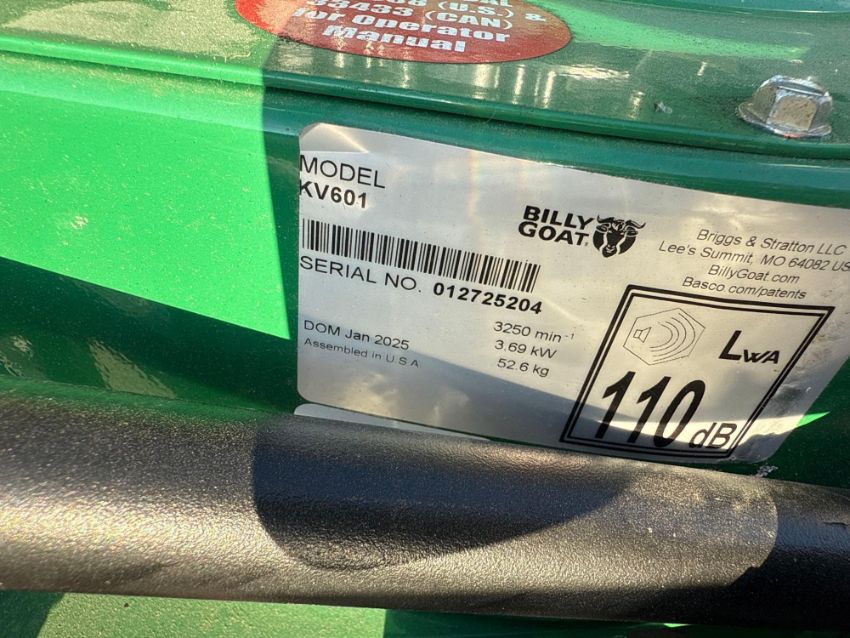 (U.S.) &
33433 (CAN)
for Operator
Manual
MODEL
KV601
BILLY
GOAT
Briggs & Stratton LLC
Lee's Summit, MO 64082 US
BillyGoat.com
Basco.com/patents
SERIAL NO. 012725204
DOM Jan 2025
Assembled in U.S.A.
3250 min⁻¹
3.69 kW
52.6 kg
LWA
110 dB